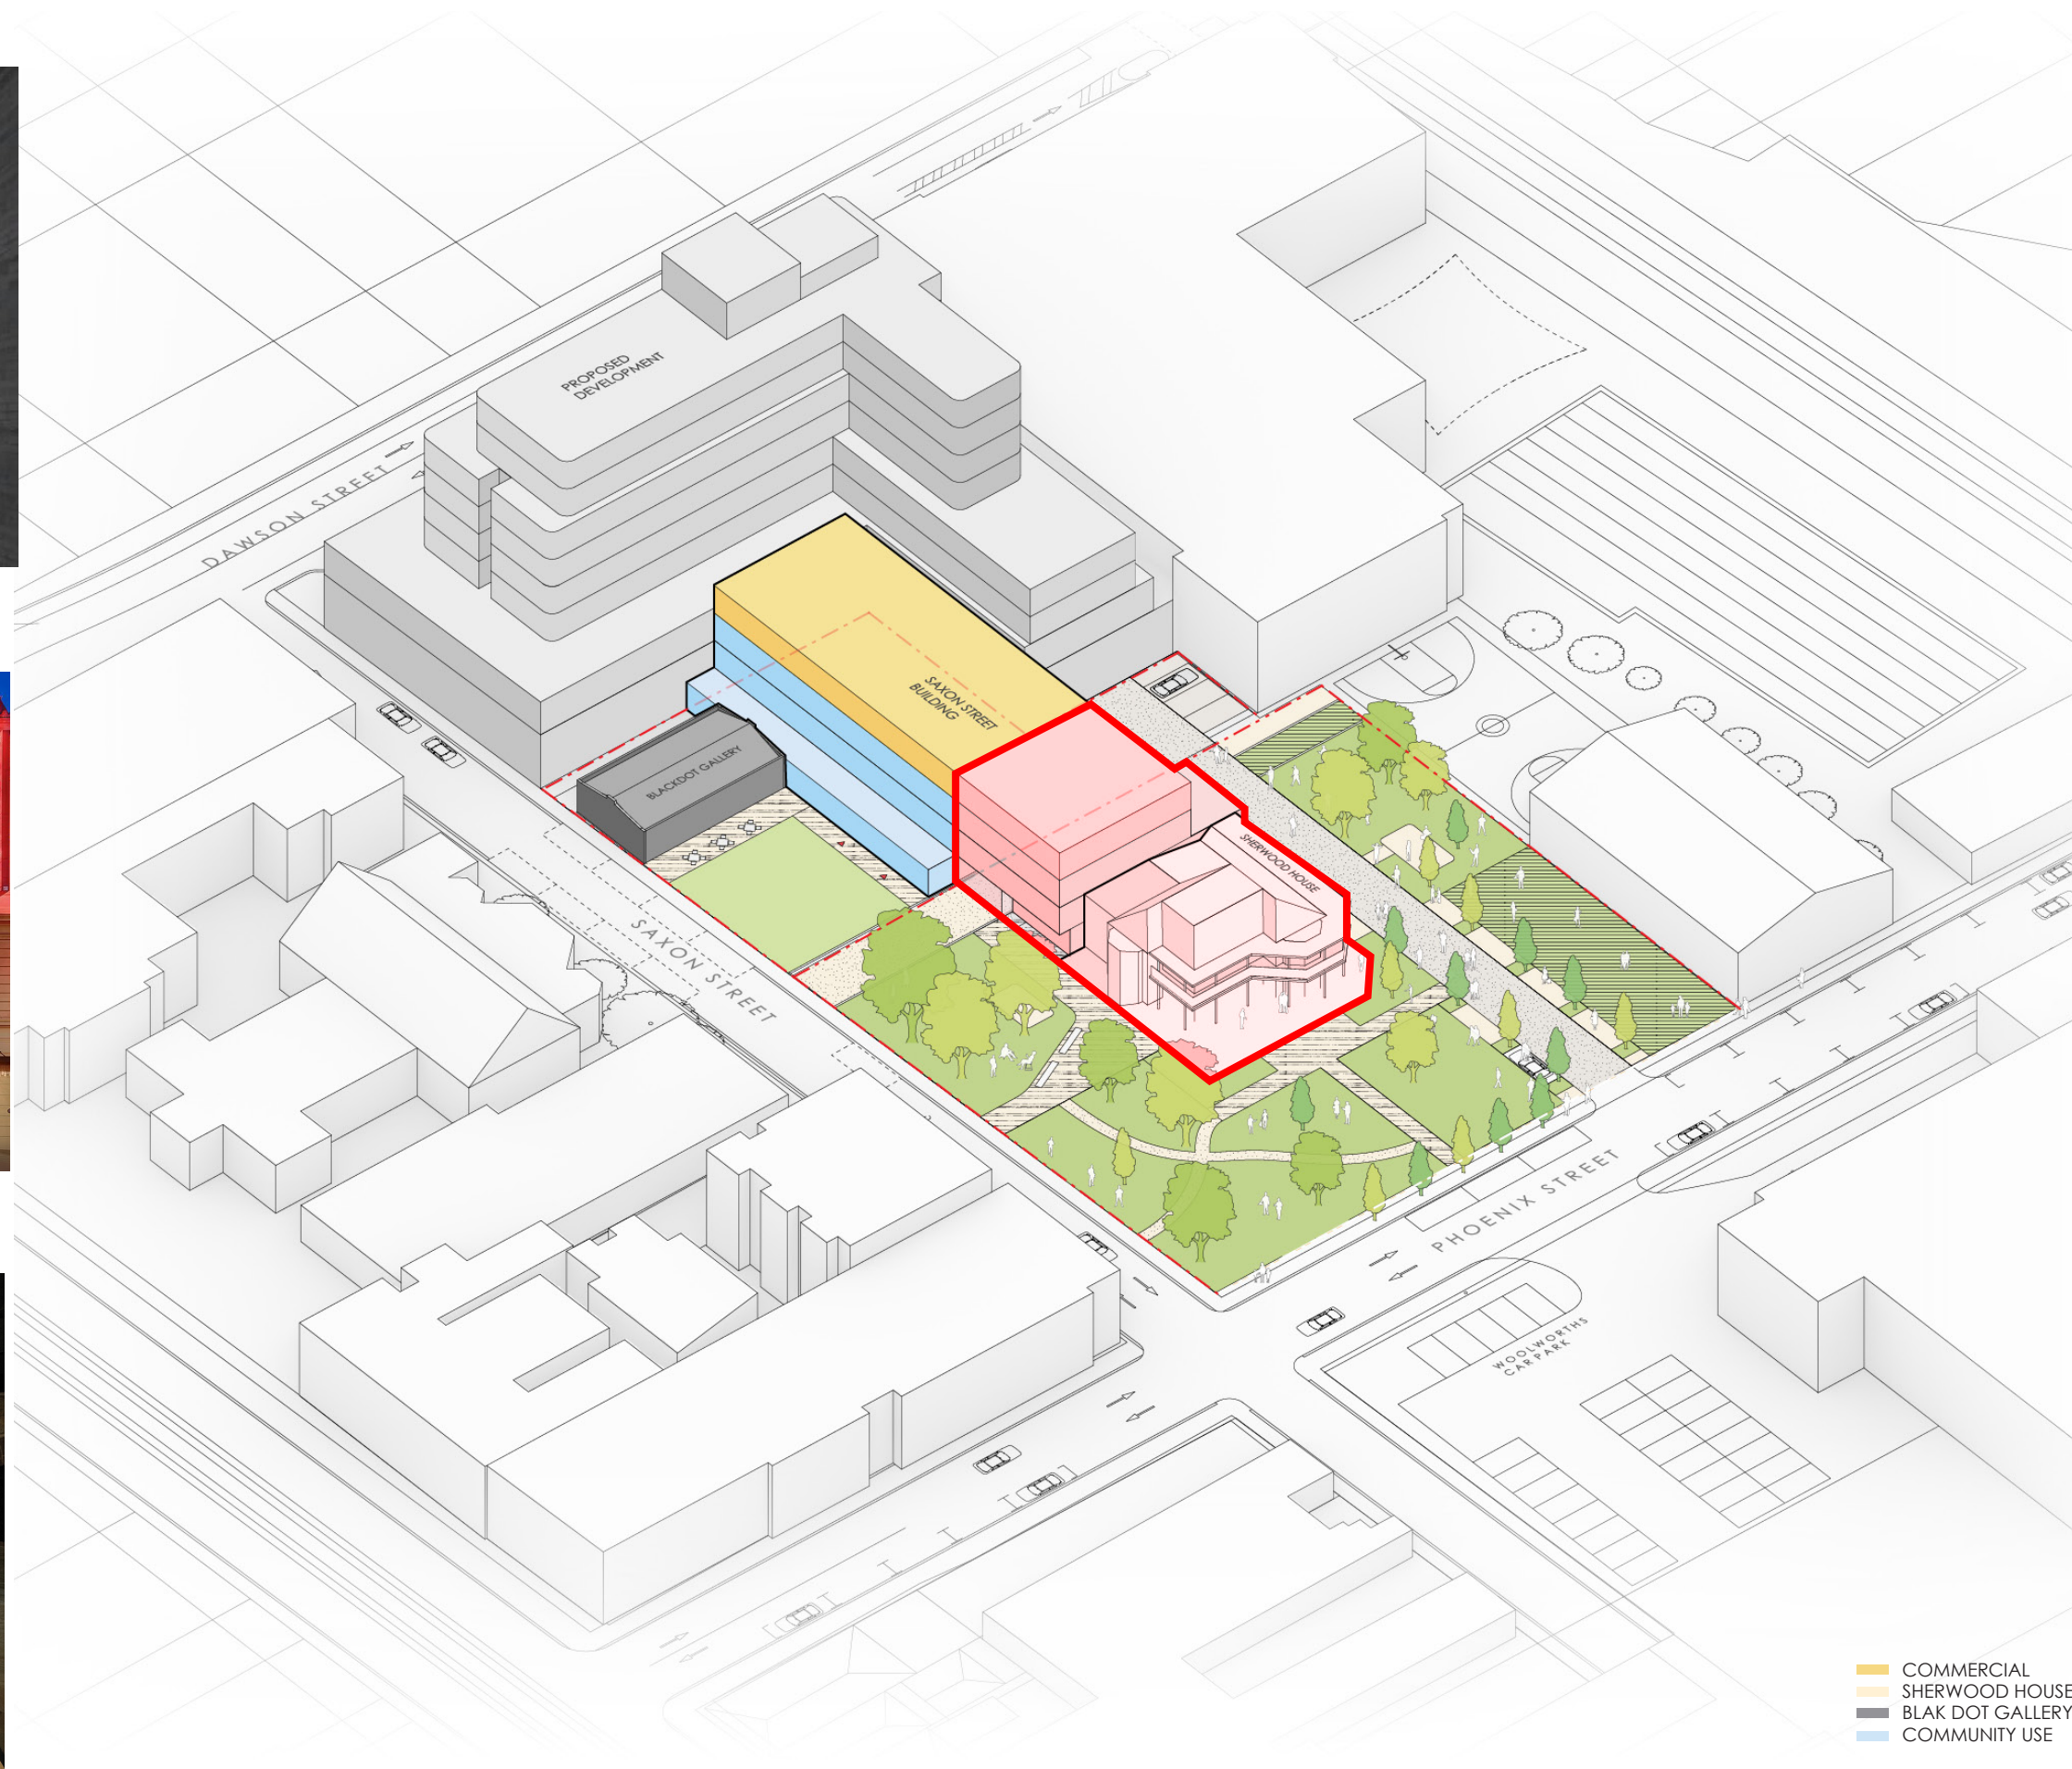 PROPOSED
DEVELOPMENT
DAWSON STREET
SAXON STREET
BUILDING
BLACKDOT GALLERY
SHERWOOD HOUSE
SAXON STREET
PHOENIX STREET
WOOLWORTHS
CAR PARK
COMMERCIAL
SHERWOOD HOUSE
BLAK DOT GALLERY
COMMUNITY USE